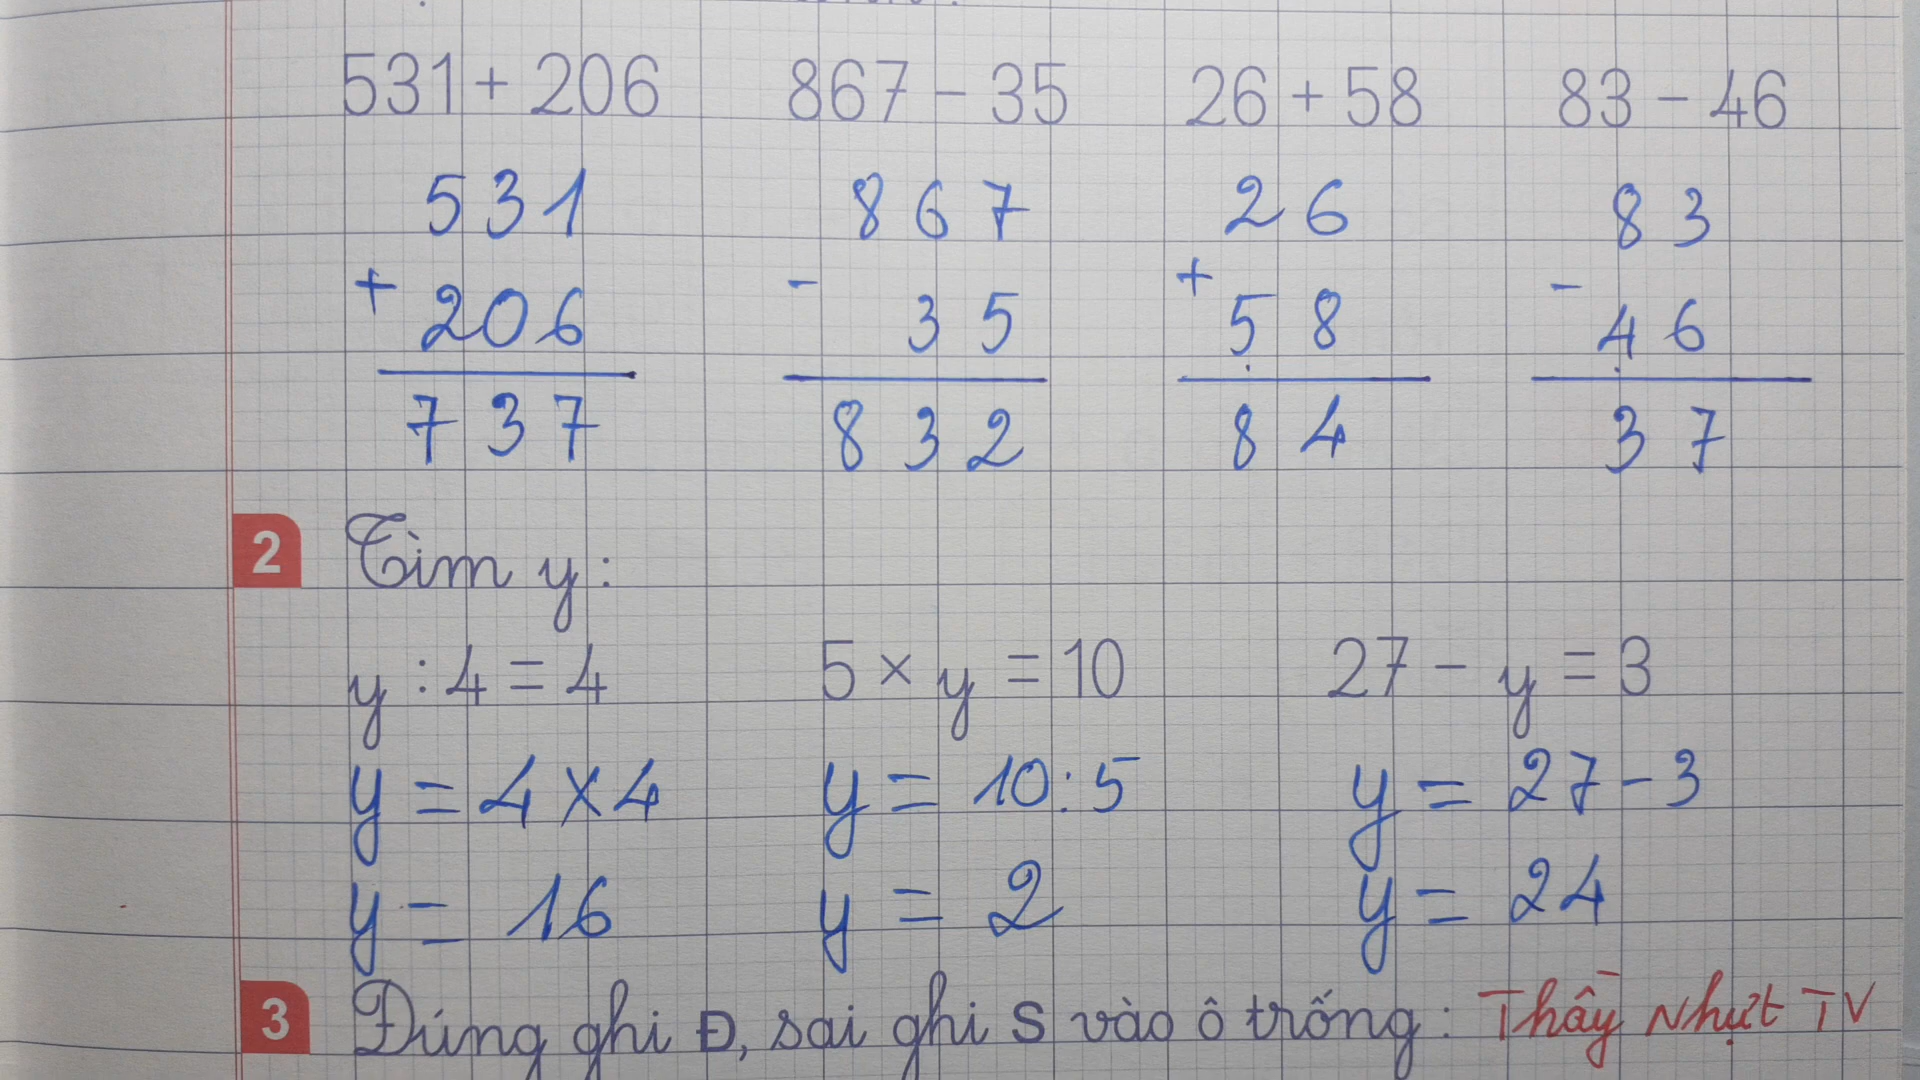 531 + 206 867 - 35 26 + 58 83 - 46
531 867 26 83
+ - + -
206 35 58 46
737 832 84 37
2 Tìm y:
y : 4 = 4 5 × y = 10 27 - y = 3
y = 4 × 4 y = 10 : 5 y = 27 - 3
y = 16 y = 2 y = 24
3 Đúng ghi Đ, sai ghi S vào ô trống: Thầy Nhựt TV